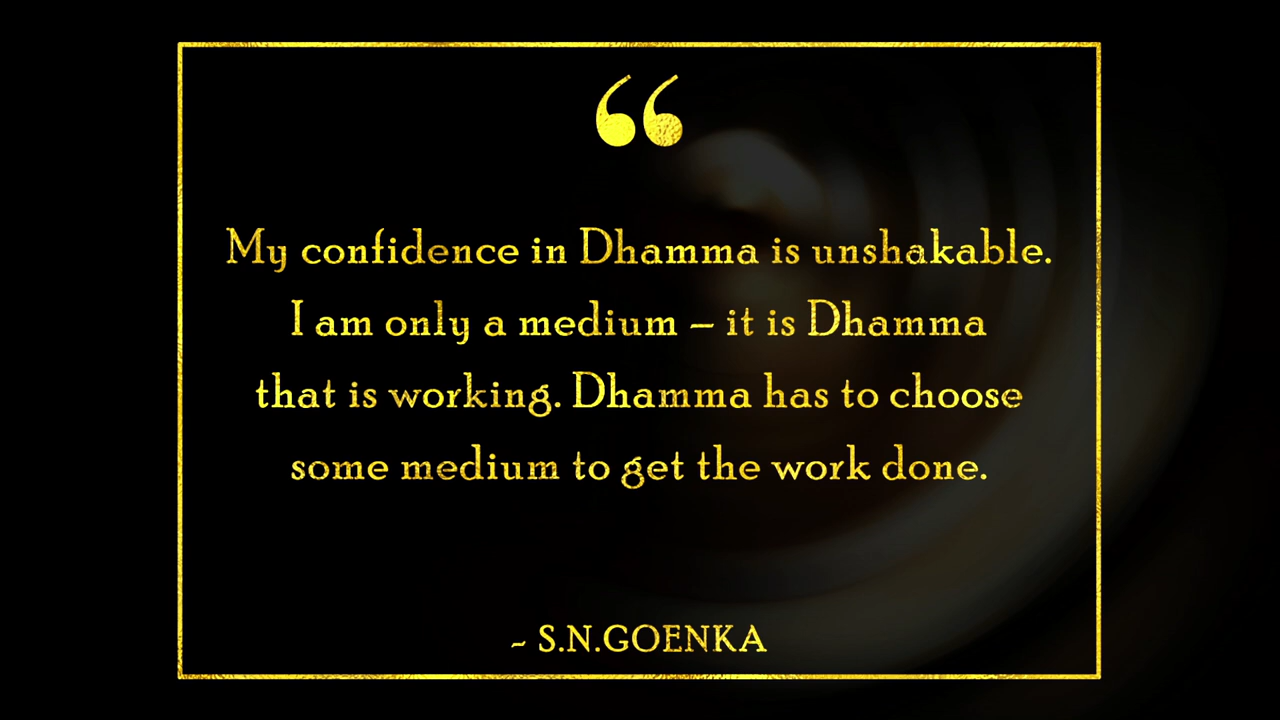 “
My confidence in Dhamma is unshakable.
I am only a medium – it is Dhamma
that is working. Dhamma has to choose
some medium to get the work done.
~ S.N.GOENKA